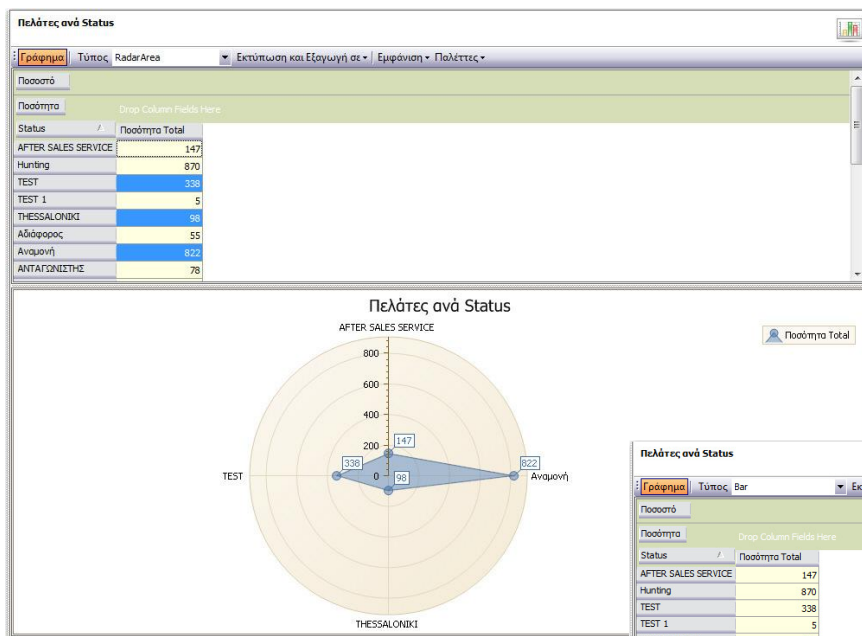 Πελάτες ανά Status
Γράφημα Τύπος RadarArea Εκτύπωση και Εξαγωγή σε Εμφάνιση Παλέττες
Ποσοστό
Ποσότητα Drop Column Fields Here
Status Ποσότητα Total
AFTER SALES SERVICE 147
Hunting 870
TEST 338
TEST 1 5
THESSALONIKI 98
Αδιάφορος 55
Αναμονή 822
ΑΝΤΑΓΩΝΙΣΤΗΣ 78
Πελάτες ανά Status
AFTER SALES SERVICE
Ποσότητα Total
800
600
400
200
0
147
338
98
822
TEST
Αναμονή
THESSALONIKI
Πελάτες ανά Status
Γράφημα Τύπος Bar Εκ
Ποσοστό
Ποσότητα Drop Column Fields Here
Status Ποσότητα Total
AFTER SALES SERVICE 147
Hunting 870
TEST 338
TEST 1 5